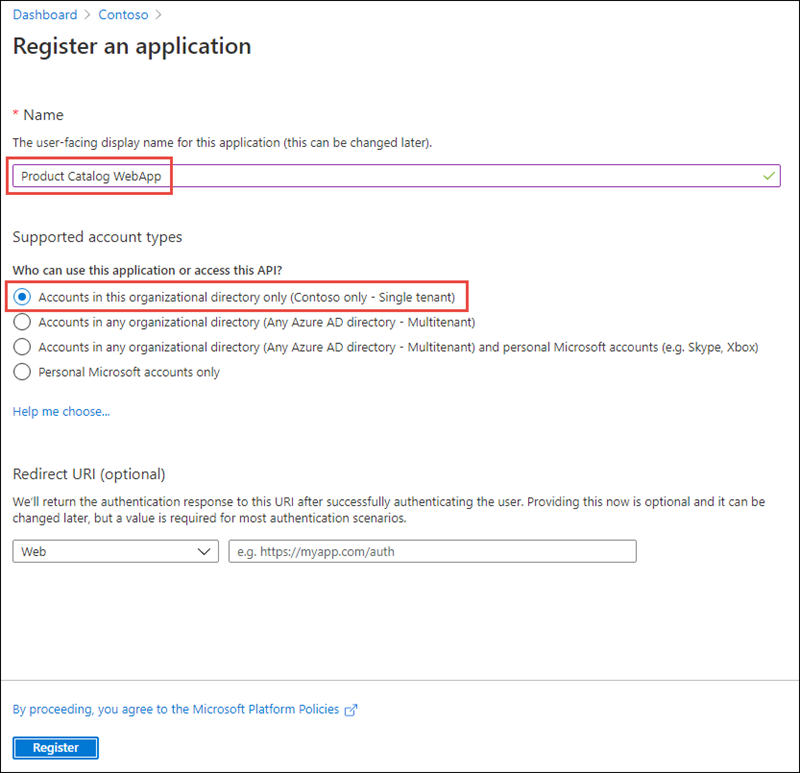 Dashboard > Contoso >
Register an application
* Name
The user-facing display name for this application (this can be changed later).
Product Catalog WebApp
Supported account types
Who can use this application or access this API?
Accounts in this organizational directory only (Contoso only - Single tenant)
Accounts in any organizational directory (Any Azure AD directory - Multitenant)
Accounts in any organizational directory (Any Azure AD directory - Multitenant) and personal Microsoft accounts (e.g. Skype, Xbox)
Personal Microsoft accounts only
Help me choose...
Redirect URI (optional)
We'll return the authentication response to this URI after successfully authenticating the user. Providing this now is optional and it can be
changed later, but a value is required for most authentication scenarios.
Web e.g. https://myapp.com/auth
By proceeding, you agree to the Microsoft Platform Policies
Register